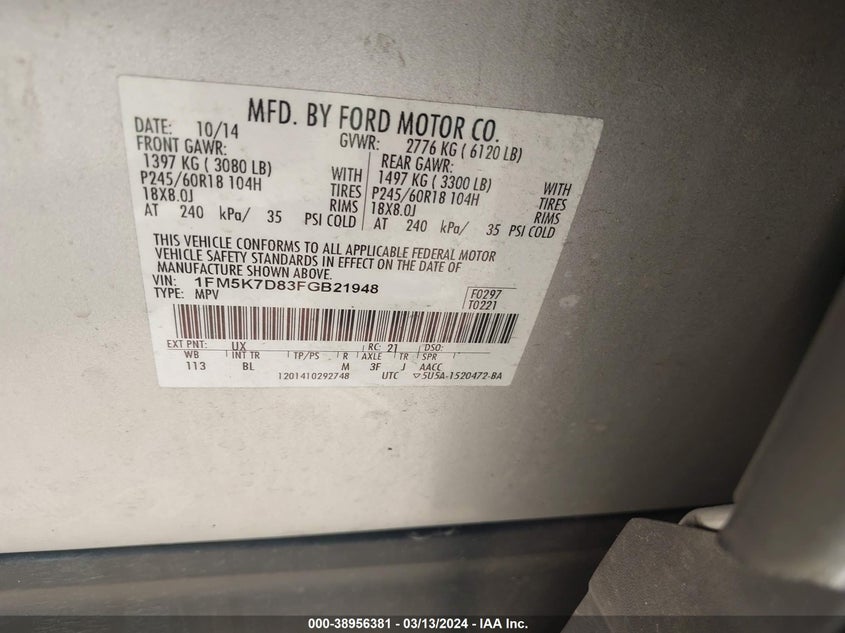 MFD. BY FORD MOTOR CO.
DATE: 10/14 GVWR: 2776 KG ( 6120 LB)
FRONT GAWR: REAR GAWR:
1397 KG ( 3080 LB) WITH 1497 KG ( 3300 LB) WITH
P245/60R18 104H TIRES P245/60R18 104H TIRES
18X8.0J RIMS 18X8.0J RIMS
AT 240 kPa/ 35 PSI COLD AT 240 kPa/ 35 PSI COLD
THIS VEHICLE CONFORMS TO ALL APPLICABLE FEDERAL MOTOR
VEHICLE SAFETY STANDARDS IN EFFECT ON THE DATE OF
MANUFACTURE SHOWN ABOVE.
VIN: 1FM5K7D83FGB21948 F0297
TYPE: MPV T0221
EXT PNT: UX RC: 21 DSO:
WB INT TR TP/PS R AXLE TR SPR
113 BL M 3F J AACC
1201410292748 UTC ▽5U5A-1520472-BA
000-38956381 - 03/13/2024 - IAA Inc.